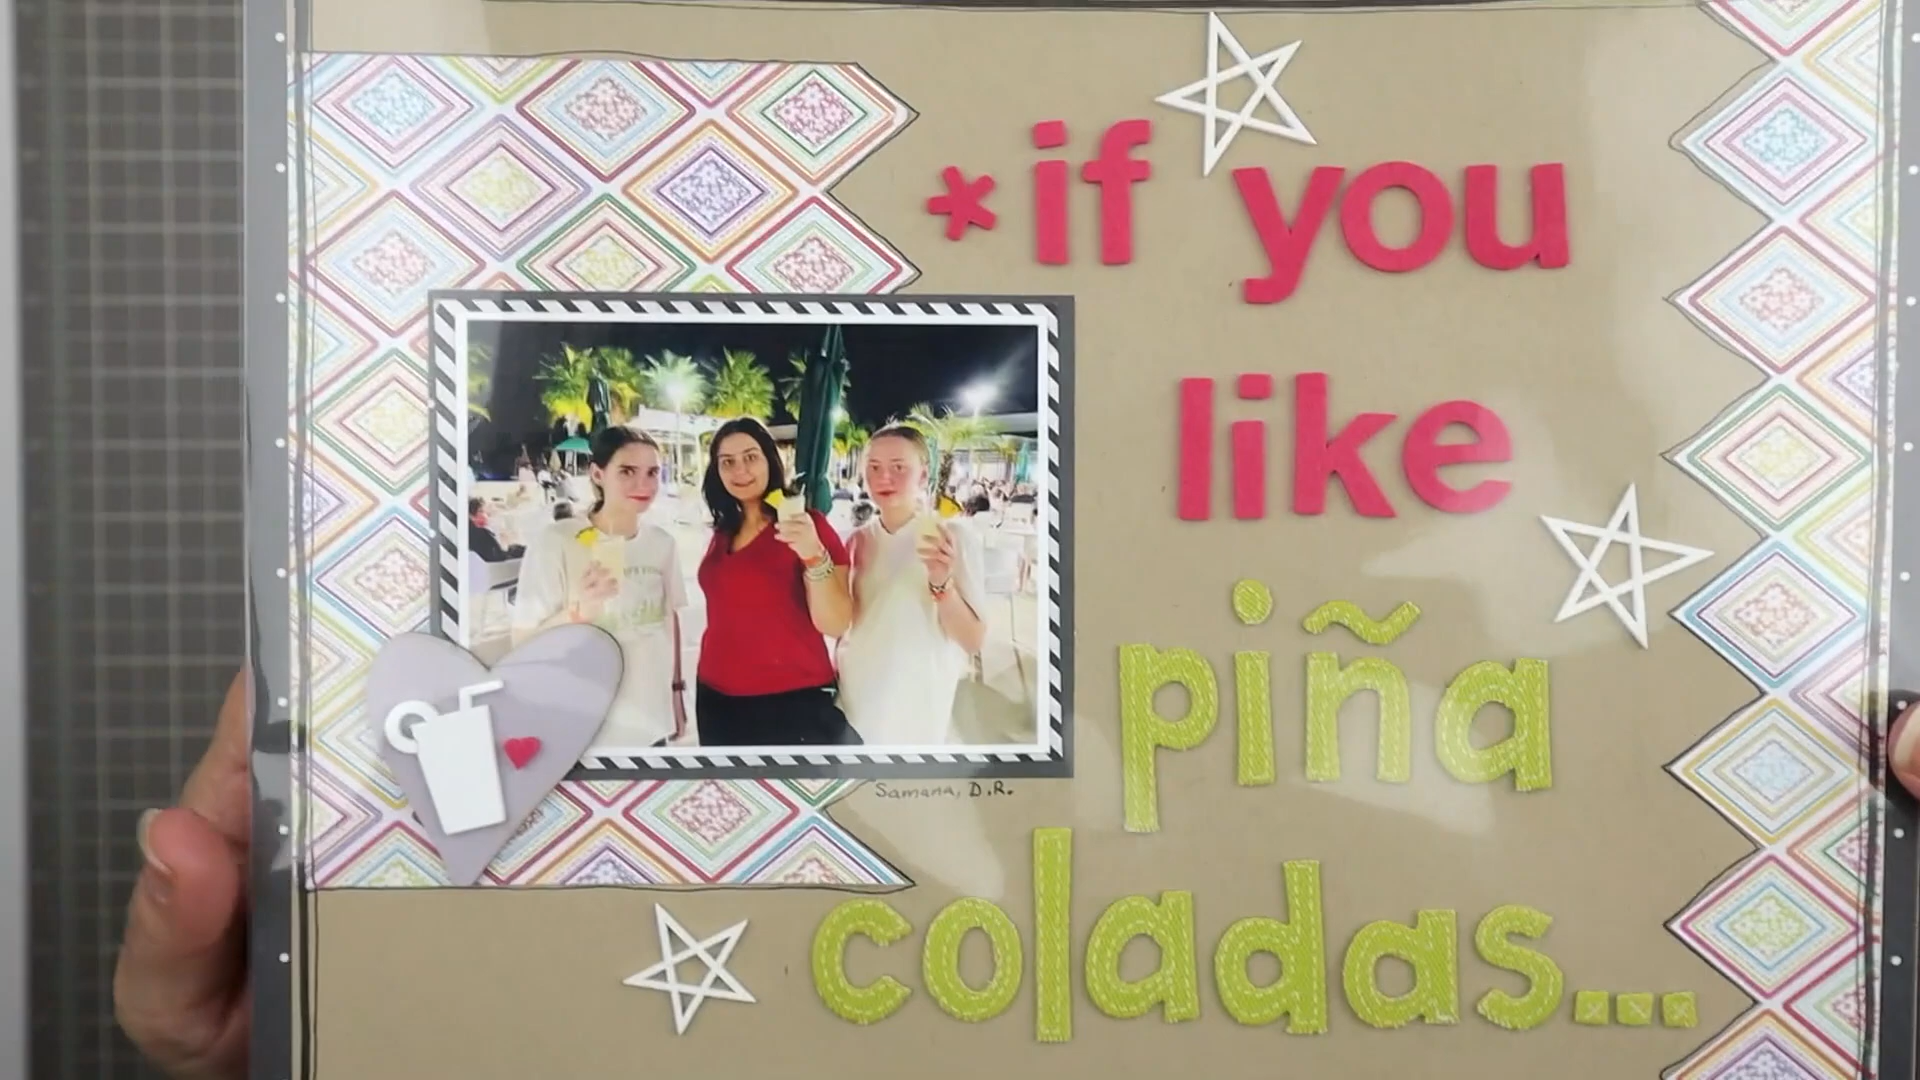 *if you
like
piña
coladas...
Samana, D.R.